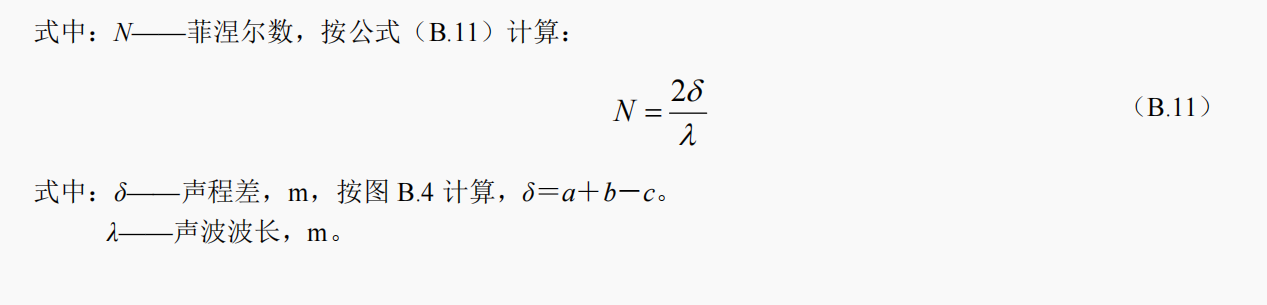 式中：N——菲涅尔数，按公式（B.11）计算：
N = 2δ/λ （B.11）
式中：δ——声程差，m，按图 B.4 计算，δ＝a＋b－c。
λ——声波波长，m。